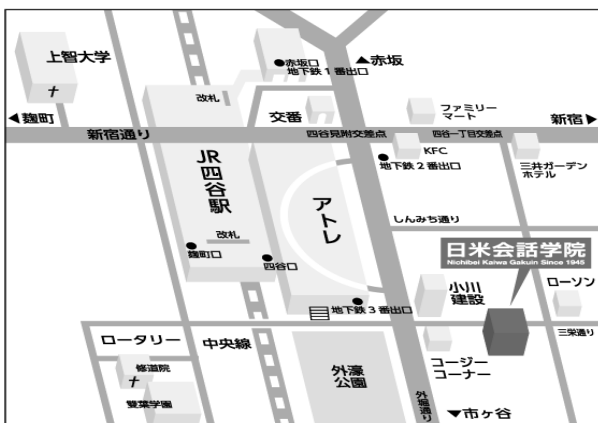 上智大学
赤坂口
地下鉄1番出口
▲赤坂
改札
交番
ファミリー
マート
◀麹町
新宿▶
新宿通り
四谷見附交差点
四谷一丁目交差点
KFC
地下鉄2番出口
三井ガーデン
ホテル
JR四谷駅
アトレ
しんみち通り
改札
麹町口
四谷口
日米会話学院
Nichibei Kaiwa Gakuin Since 1945
小川
建設
ローソン
地下鉄3番出口
三栄通り
ロータリー
中央線
修道院
外濠
公園
コージー
コーナー
雙葉学園
外堀通り
▼市ヶ谷